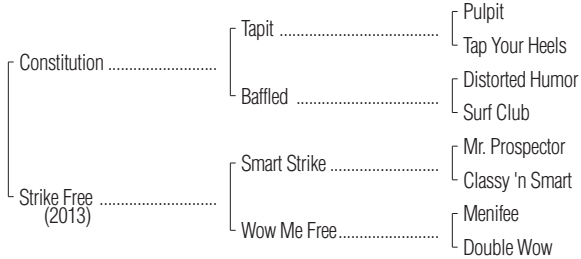 Pulpit
Tapit ............................
Tap Your Heels
Constitution ...........................
Distorted Humor
Baffled ....................................
Surf Club
Mr. Prospector
Smart Strike ...........................
Classy 'n Smart
Strike Free .............................
(2013)
Menifee
Wow Me Free.........................
Double Wow